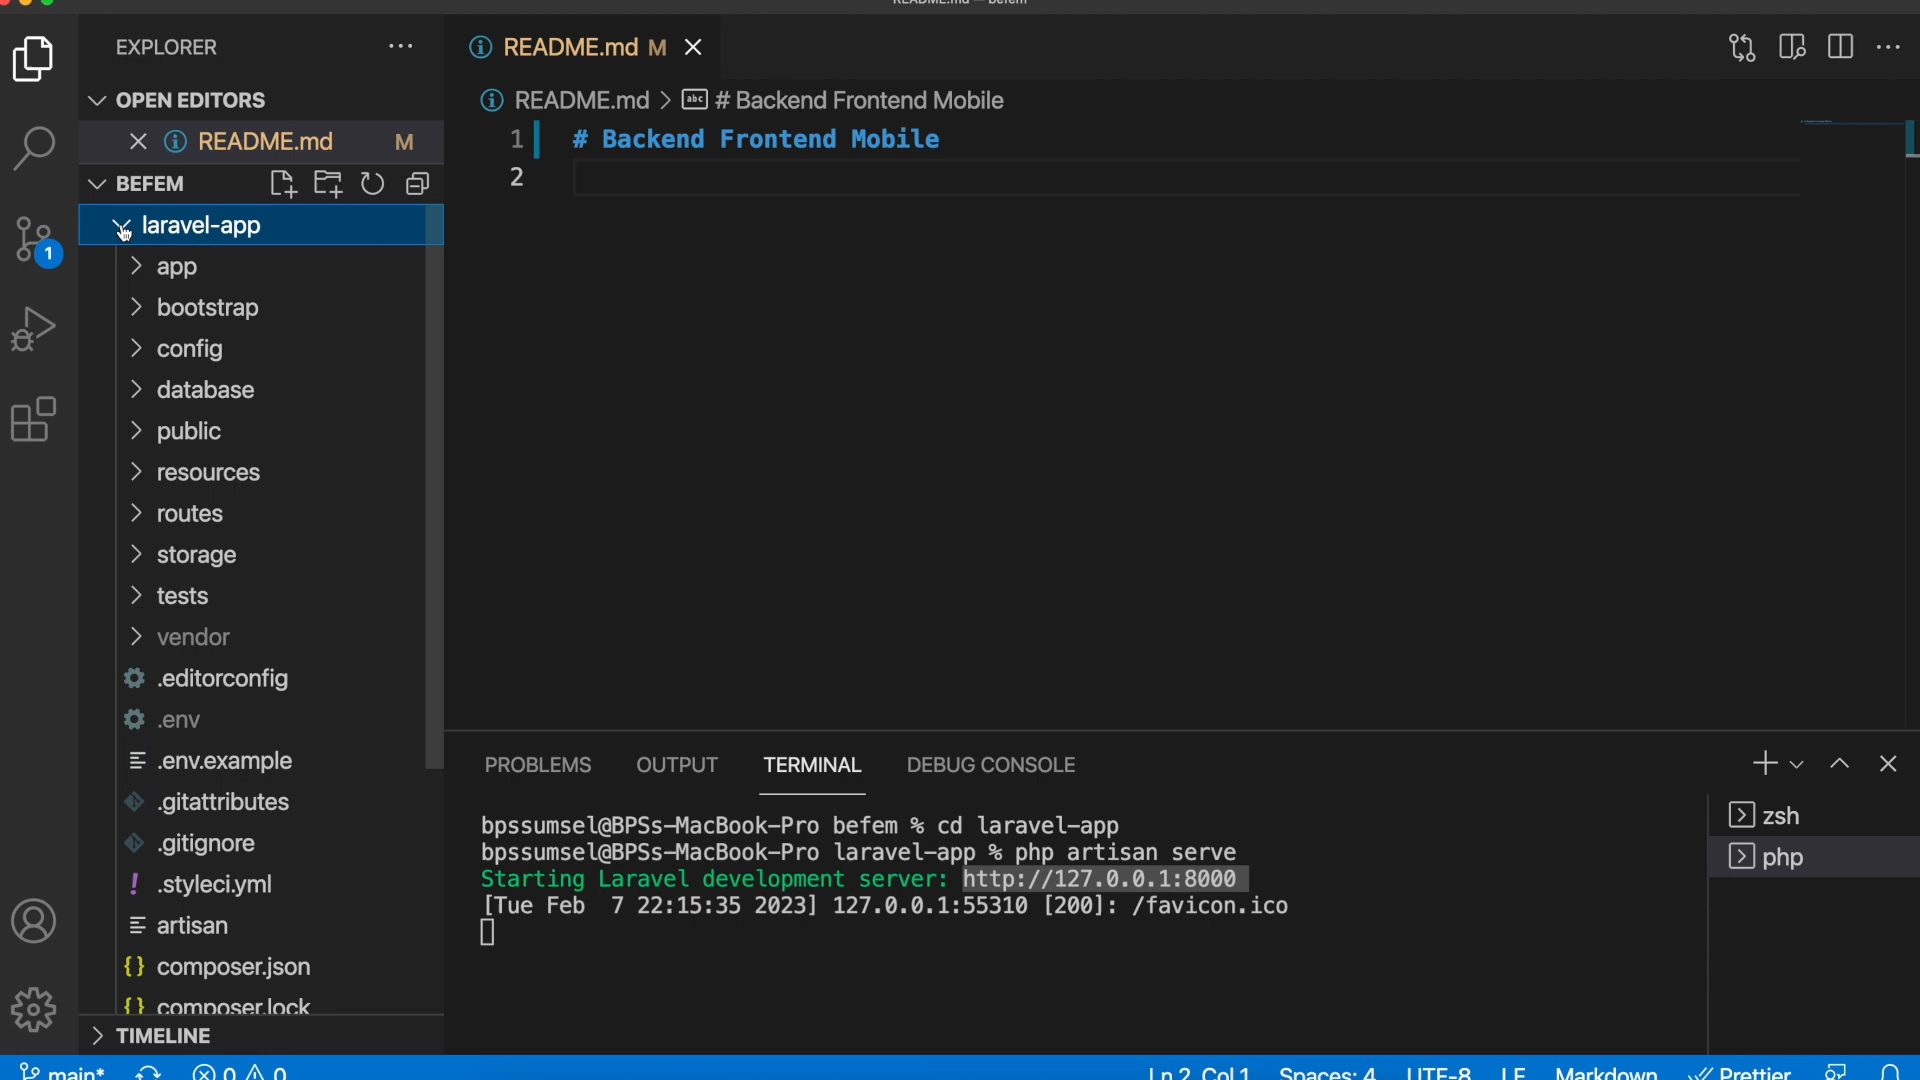 README.md — befem
EXPLORER
OPEN EDITORS
README.md M
BEFEM
laravel-app
app
bootstrap
config
database
public
resources
routes
storage
tests
vendor
.editorconfig
.env
.env.example
.gitattributes
.gitignore
.styleci.yml
artisan
composer.json
composer.lock
TIMELINE
1
README.md M
README.md > abc # Backend Frontend Mobile
1 # Backend Frontend Mobile
2
PROBLEMS OUTPUT TERMINAL DEBUG CONSOLE
bpssumsel@BPSs-MacBook-Pro befem % cd laravel-app
bpssumsel@BPSs-MacBook-Pro laravel-app % php artisan serve
Starting Laravel development server: http://127.0.0.1:8000
[Tue Feb  7 22:15:35 2023] 127.0.0.1:55310 [200]: /favicon.ico
zsh
php
main* 0 0 Ln 2, Col 1 Spaces: 4 UTF-8 LF Markdown Prettier